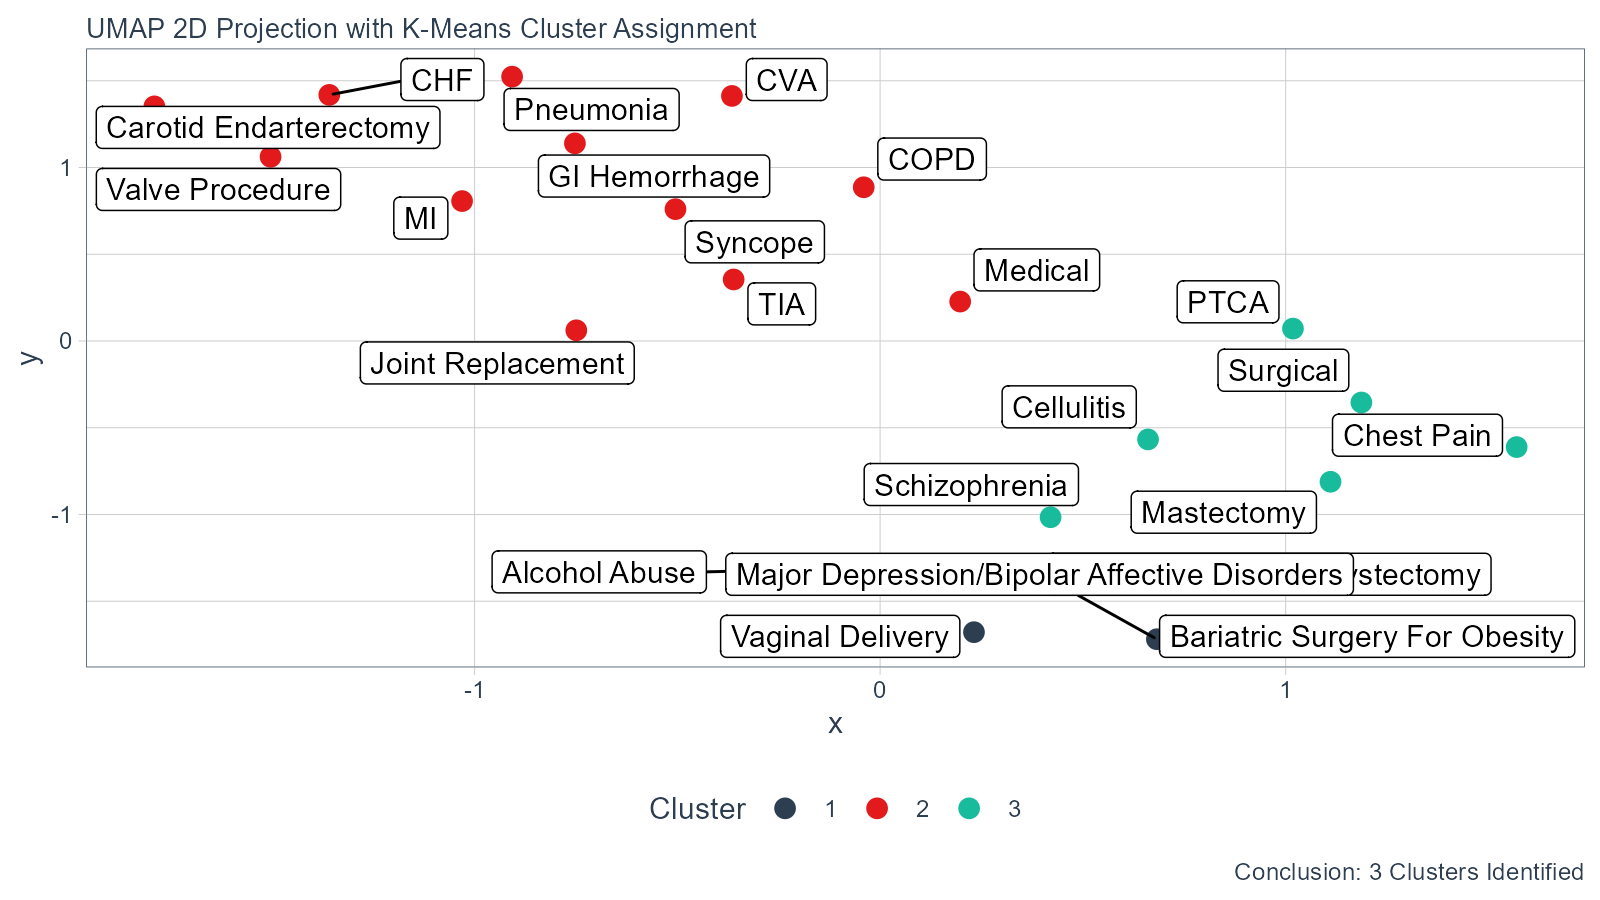 UMAP 2D Projection with K-Means Cluster Assignment
CHF
CVA
Pneumonia
Carotid Endarterectomy
COPD
1
GI Hemorrhage
Valve Procedure
MI
Syncope
Medical
TIA
PTCA
0
y
Joint Replacement
Surgical
Cellulitis
Chest Pain
Schizophrenia
-1
Mastectomy
Alcohol Abuse
Major Depression/Bipolar Affective Disorders
Vaginal Delivery
Bariatric Surgery For Obesity
-1 0 1
x
Cluster 1 2 3
Conclusion: 3 Clusters Identified